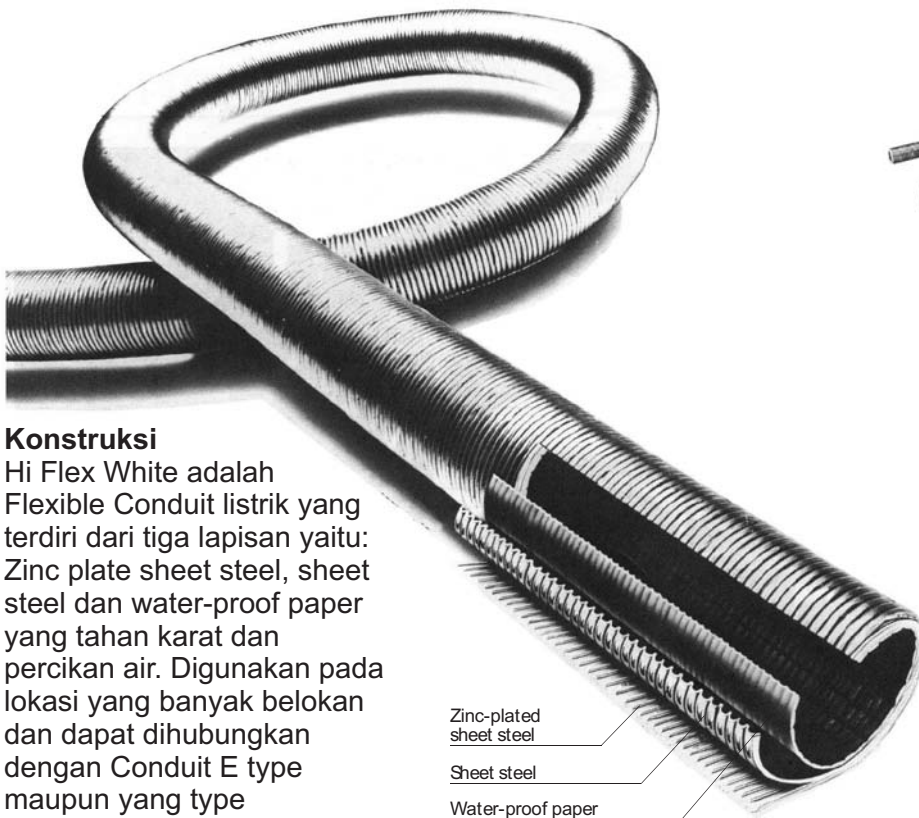 Konstruksi
Hi Flex White adalah
Flexible Conduit listrik yang
terdiri dari tiga lapisan yaitu:
Zinc plate sheet steel, sheet
steel dan water-proof paper
yang tahan karat dan
percikan air. Digunakan pada
lokasi yang banyak belokan
dan dapat dihubungkan
dengan Conduit E type
maupun yang type
Zinc-plated
sheet steel
Sheet steel
Water-proof paper